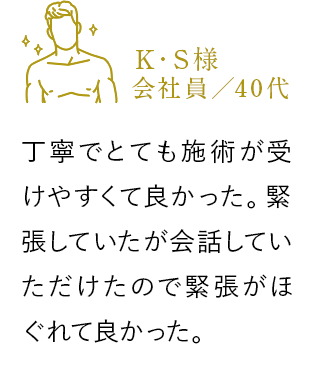 K・S様
会社員／40代
丁寧でとても施術が受
けやすくて良かった。緊
張していたが会話してい
ただけたので緊張がほ
ぐれて良かった。